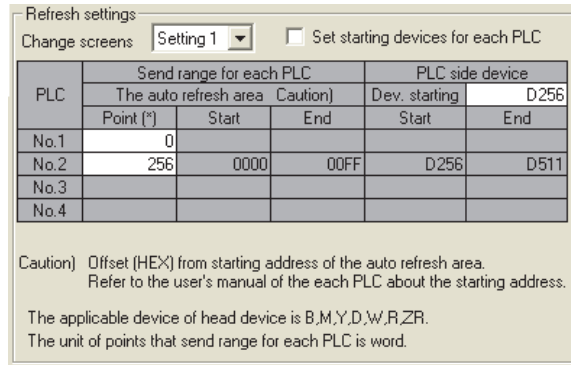 Refresh settings
Change screens Setting 1 Set starting devices for each PLC
PLC Send range for each PLC PLC side device
The auto refresh area Caution) Dev. starting D256
Point (*) Start End Start End
No.1 0
No.2 256 0000 00FF D256 D511
No.3
No.4
Caution) Offset (HEX) from starting address of the auto refresh area.
Refer to the user's manual of the each PLC about the starting address.
The applicable device of head device is B,M,Y,D,W,R,ZR.
The unit of points that send range for each PLC is word.